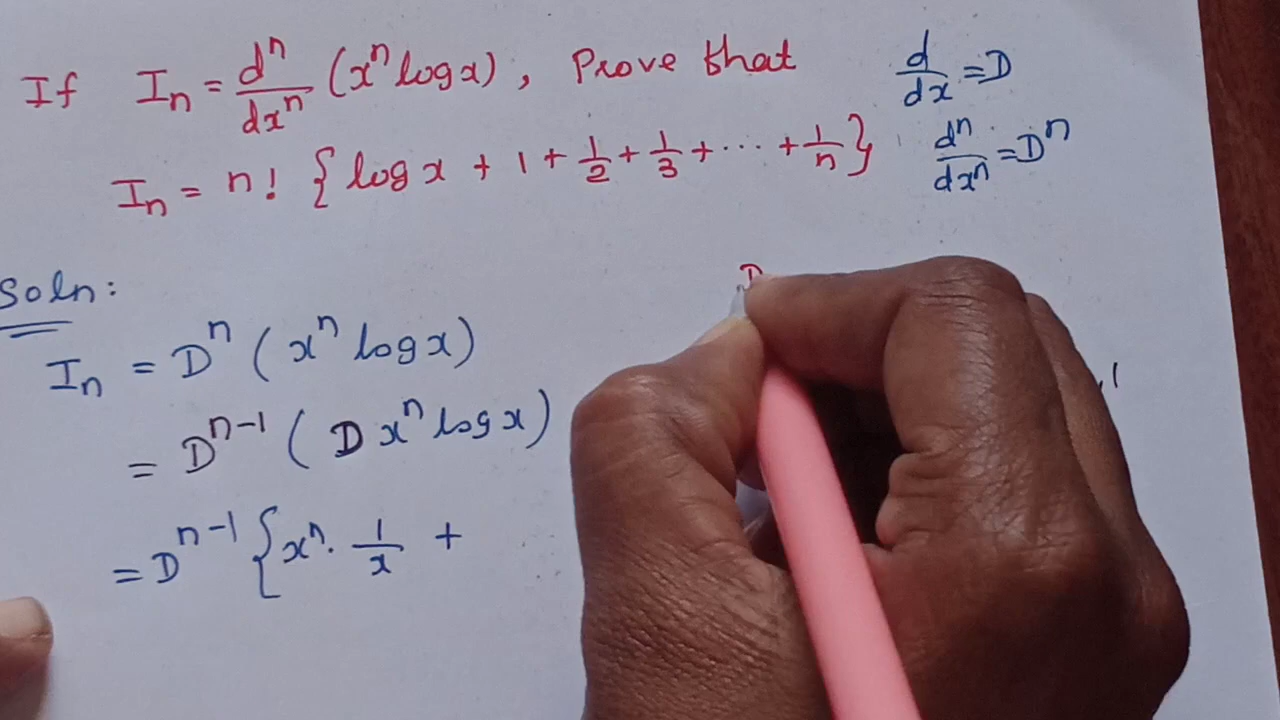 If Iₙ = dⁿ/dxⁿ (xⁿ log x), Prove that
d/dx = D
Iₙ = n! {log x + 1 + 1/2 + 1/3 + ⋯ + 1/n}
dⁿ/dxⁿ = Dⁿ
Soln:
D
Iₙ = Dⁿ (xⁿ log x)
= Dⁿ⁻¹ (D xⁿ log x)
= Dⁿ⁻¹ {xⁿ · 1/x +